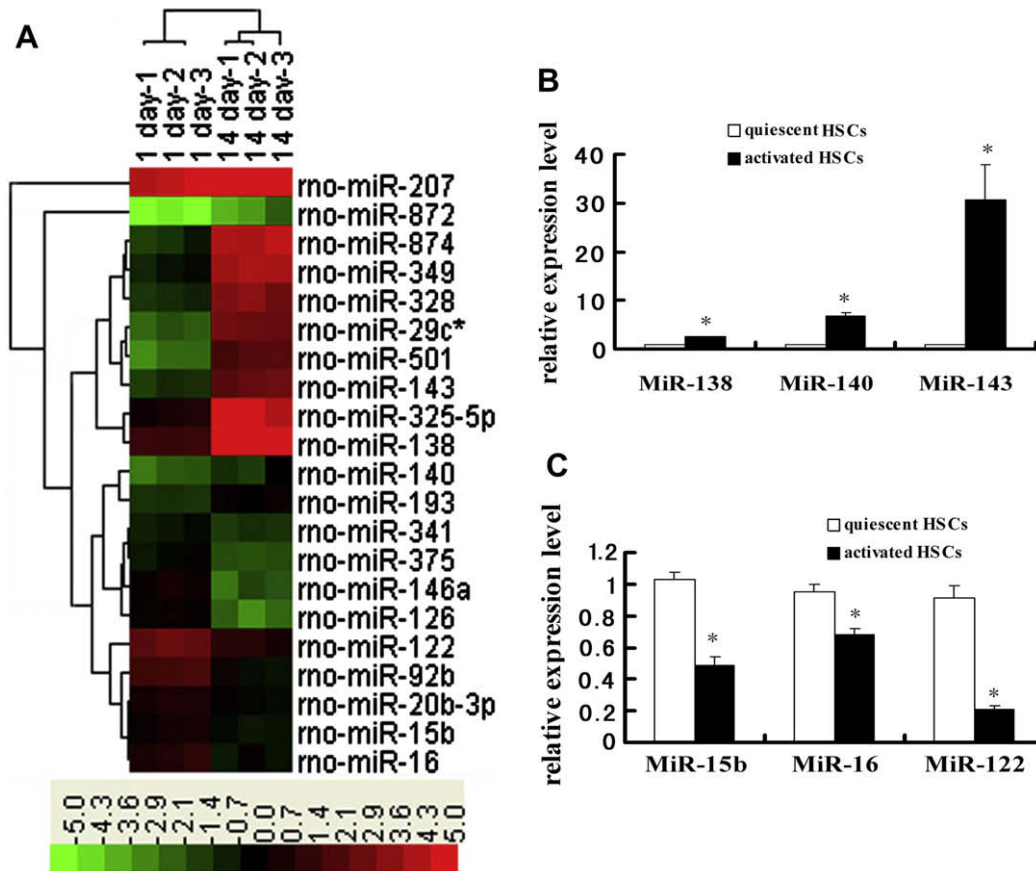 A
1 day-1
1 day-2
1 day-3
14 day-1
14 day-2
14 day-3
rno-miR-207
rno-miR-872
rno-miR-874
rno-miR-349
rno-miR-328
rno-miR-29c*
rno-miR-501
rno-miR-143
rno-miR-325-5p
rno-miR-138
rno-miR-140
rno-miR-193
rno-miR-341
rno-miR-375
rno-miR-146a
rno-miR-126
rno-miR-122
rno-miR-92b
rno-miR-20b-3p
rno-miR-15b
rno-miR-16
-5.0
-4.3
-3.6
-2.9
-2.1
-1.4
-0.7
0.0
0.7
1.4
2.1
2.9
3.6
4.3
5.0
B
quiescent HSCs
activated HSCs
relative expression level
40
30
20
10
0
*
*
*
MiR-138
MiR-140
MiR-143
C
quiescent HSCs
activated HSCs
relative expression level
1.2
1
0.8
0.6
0.4
0.2
0
*
*
*
MiR-15b
MiR-16
MiR-122